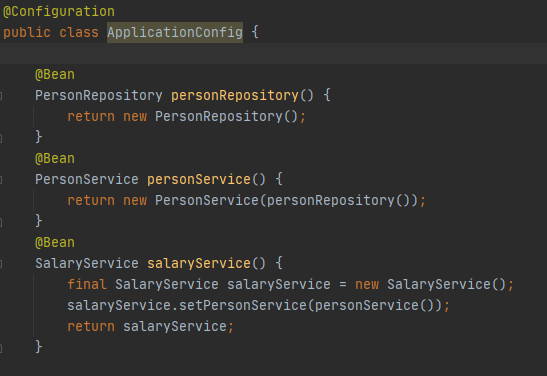 @Configuration
public class ApplicationConfig {
@Bean
PersonRepository personRepository() {
return new PersonRepository();
}
@Bean
PersonService personService() {
return new PersonService(personRepository());
}
@Bean
SalaryService salaryService() {
final SalaryService salaryService = new SalaryService();
salaryService.setPersonService(personService());
return salaryService;
}